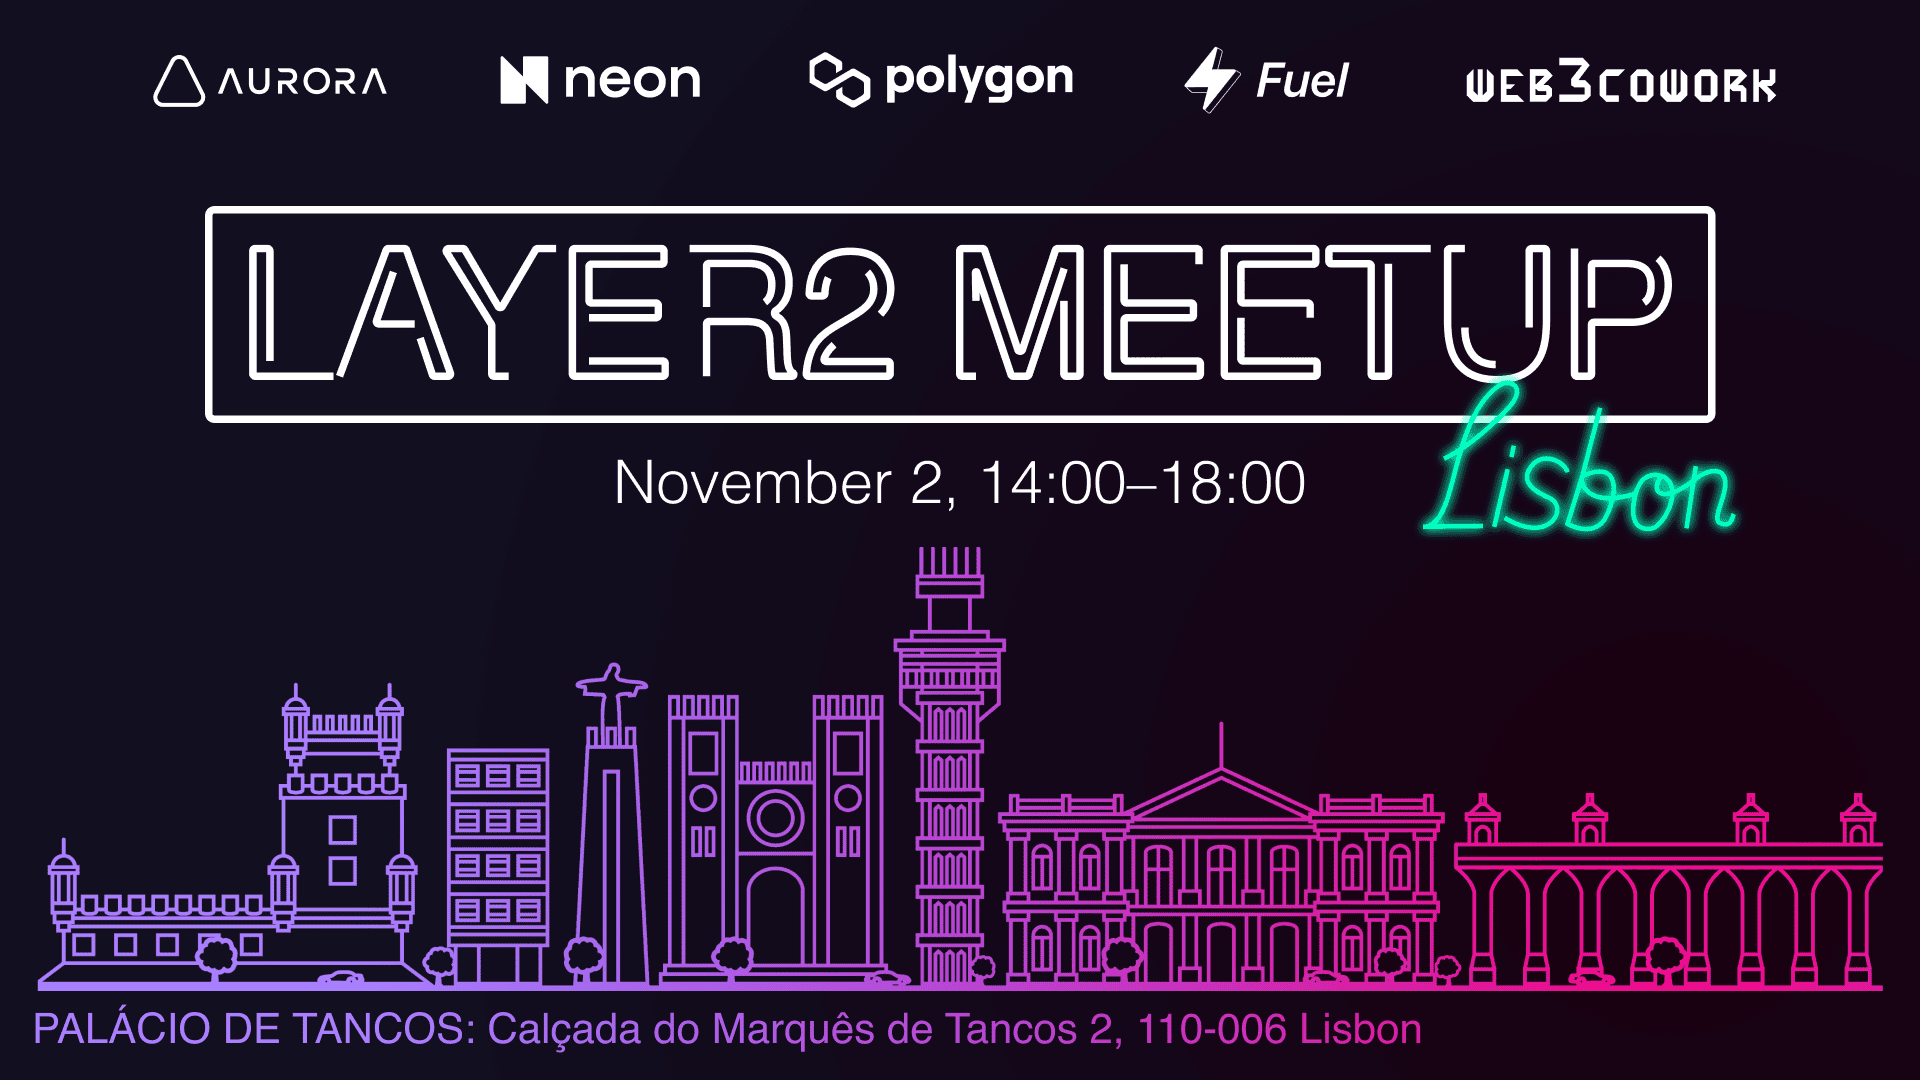 AURORA neon polygon Fuel WEB3COWORK
LAYER2 MEETUP
Lisbon
November 2, 14:00–18:00
PALÁCIO DE TANCOS: Calçada do Marquês de Tancos 2, 110-006 Lisbon